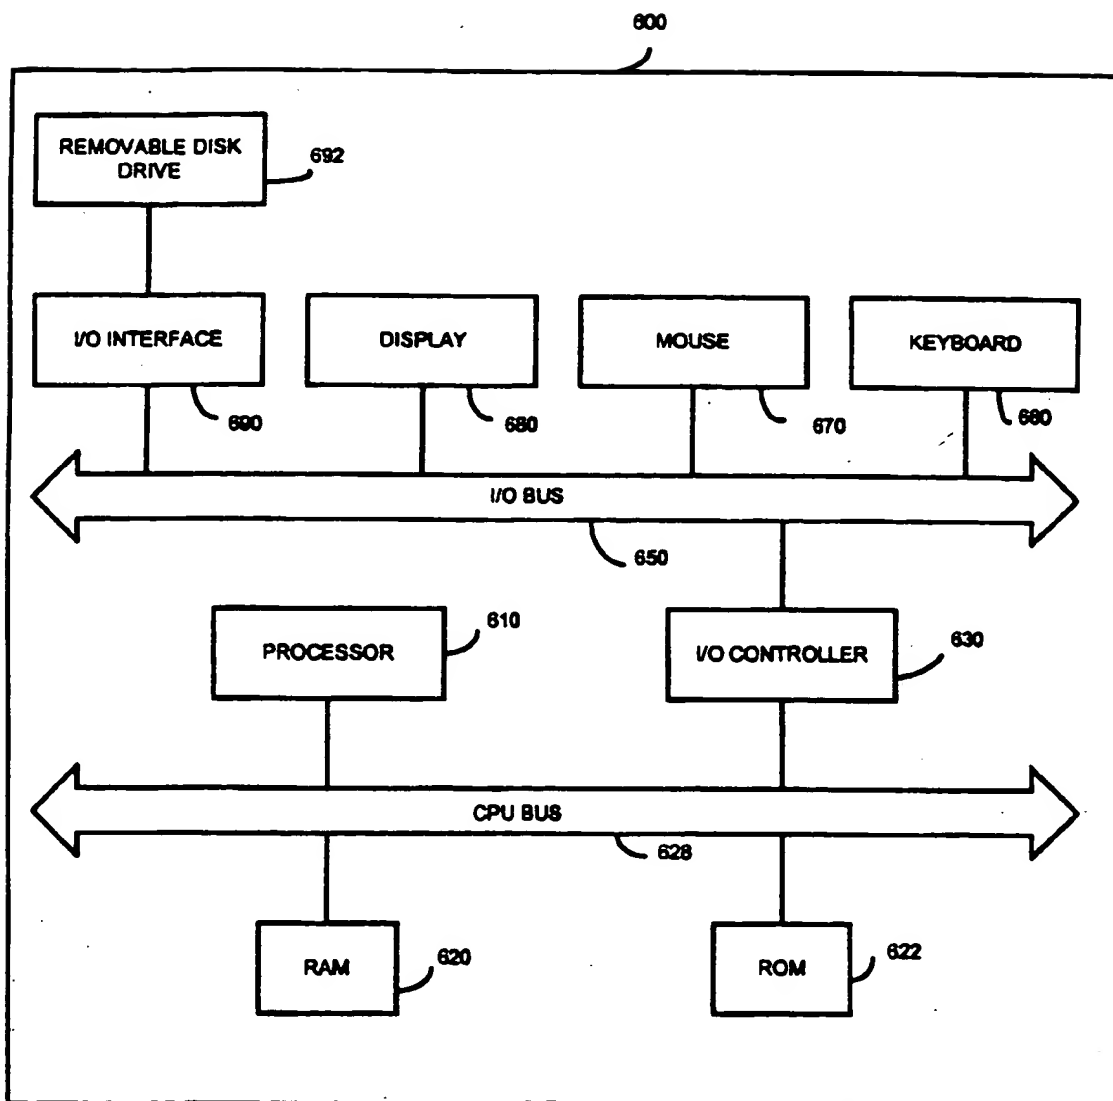 600
REMOVABLE DISK
DRIVE
692
I/O INTERFACE
DISPLAY
MOUSE
KEYBOARD
690
680
670
660
I/O BUS
650
PROCESSOR
610
I/O CONTROLLER
630
CPU BUS
628
RAM
620
ROM
622